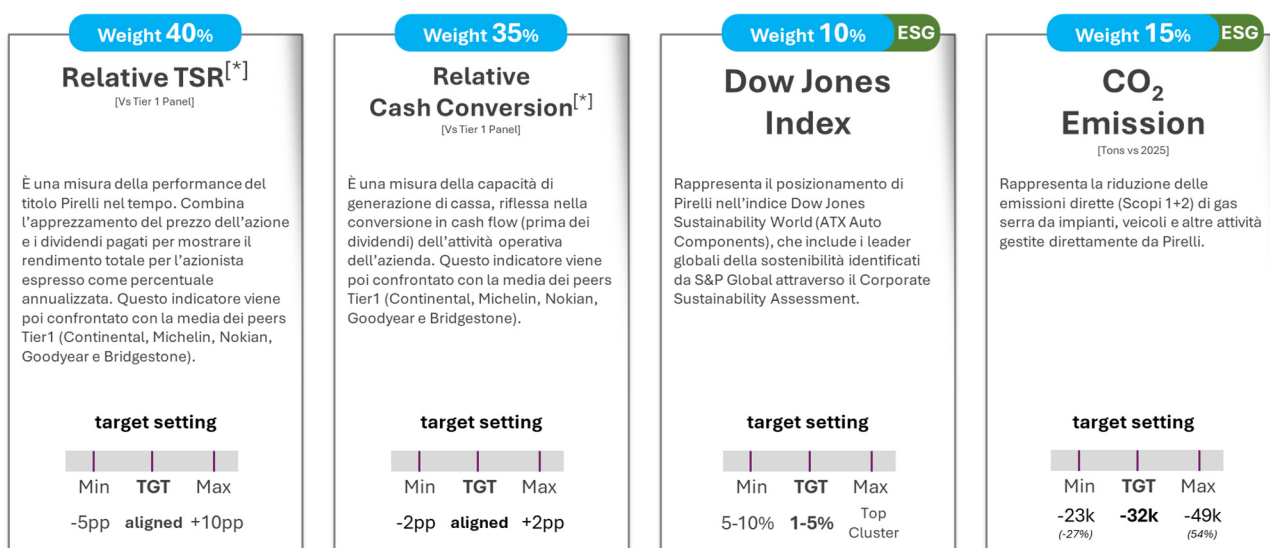 Weight 40%
Relative TSR[*]
[Vs Tier 1 Panel]
È una misura della performance del
titolo Pirelli nel tempo. Combina
l'apprezzamento del prezzo dell'azione
e i dividendi pagati per mostrare il
rendimento totale per l'azionista
espresso come percentuale
annualizzata. Questo indicatore viene
poi confrontato con la media dei peers
Tier1 (Continental, Michelin, Nokian,
Goodyear e Bridgestone).
target setting
Min TGT Max
-5pp aligned +10pp
Weight 35%
Relative
Cash Conversion[*]
[Vs Tier 1 Panel]
È una misura della capacità di
generazione di cassa, riflessa nella
conversione in cash flow (prima dei
dividendi) dell'attività operativa
dell'azienda. Questo indicatore viene
poi confrontato con la media dei peers
Tier1 (Continental, Michelin, Nokian,
Goodyear e Bridgestone).
target setting
Min TGT Max
-2pp aligned +2pp
Weight 10% ESG
Dow Jones
Index
Rappresenta il posizionamento di
Pirelli nell'indice Dow Jones
Sustainability World (ATX Auto
Components), che include i leader
globali della sostenibilità identificati
da S&P Global attraverso il Corporate
Sustainability Assessment.
target setting
Min TGT Max
5-10% 1-5% Top
Cluster
Weight 15% ESG
CO2
Emission
[Tons vs 2025]
Rappresenta la riduzione delle
emissioni dirette (Scopi 1+2) di gas
serra da impianti, veicoli e altre attività
gestite direttamente da Pirelli.
target setting
Min TGT Max
-23k -32k -49k
(-27%) (54%)